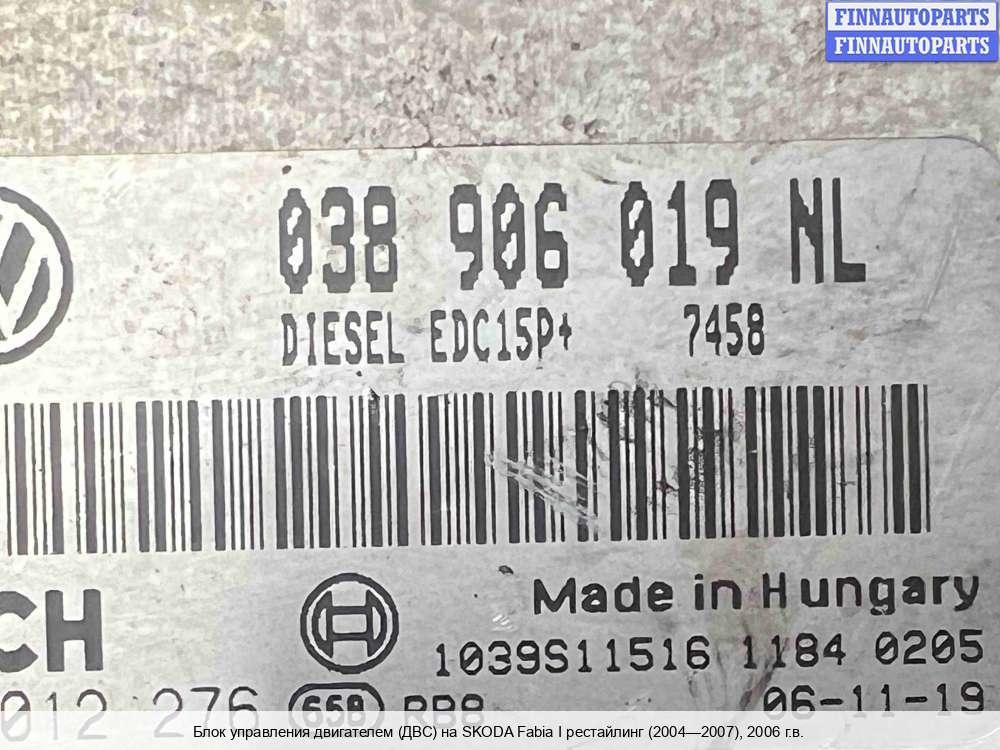 FINNAUTOPARTS
FINNAUTOPARTS
038 906 019 NL
DIESEL EDC15P+ 7458
CH
Made in Hungary
1039S11516 1184 0205
012 276 658 RBB 06-11-19
Блок управления двигателем (ДВС) на SKODA Fabia I рестайлинг (2004—2007), 2006 г.в.